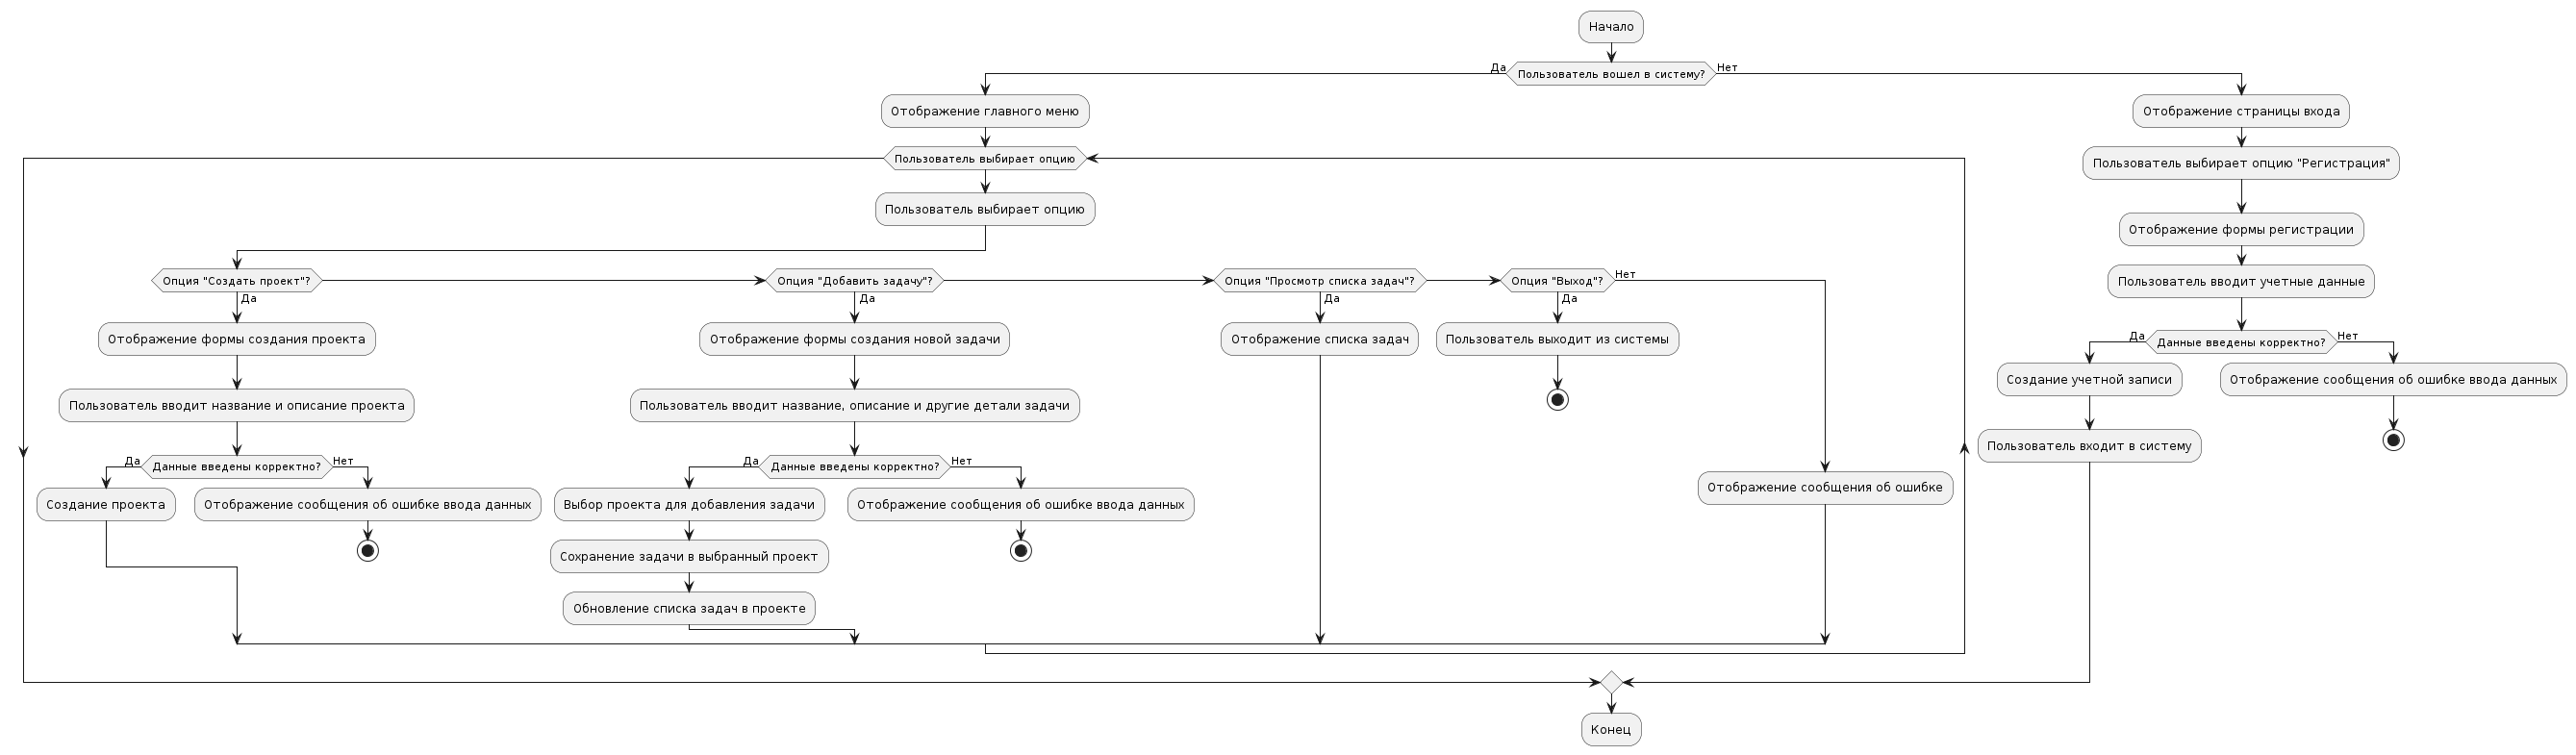 Начало
Да
Пользователь вошел в систему?
Нет
Отображение главного меню
Отображение страницы входа
Пользователь выбирает опцию
Пользователь выбирает опцию "Регистрация"
Пользователь выбирает опцию
Отображение формы регистрации
Пользователь вводит учетные данные
Опция "Создать проект"?
Да
Опция "Добавить задачу"?
Да
Опция "Просмотр списка задач"?
Да
Опция "Выход"?
Нет
Да
Отображение формы создания проекта
Отображение формы создания новой задачи
Отображение списка задач
Пользователь выходит из системы
Да
Данные введены корректно?
Нет
Создание учетной записи
Отображение сообщения об ошибке ввода данных
Пользователь вводит название и описание проекта
Пользователь вводит название, описание и другие детали задачи
Пользователь входит в систему
Да
Данные введены корректно?
Нет
Да
Данные введены корректно?
Нет
Создание проекта
Отображение сообщения об ошибке ввода данных
Выбор проекта для добавления задачи
Отображение сообщения об ошибке ввода данных
Отображение сообщения об ошибке
Сохранение задачи в выбранный проект
Обновление списка задач в проекте
Конец